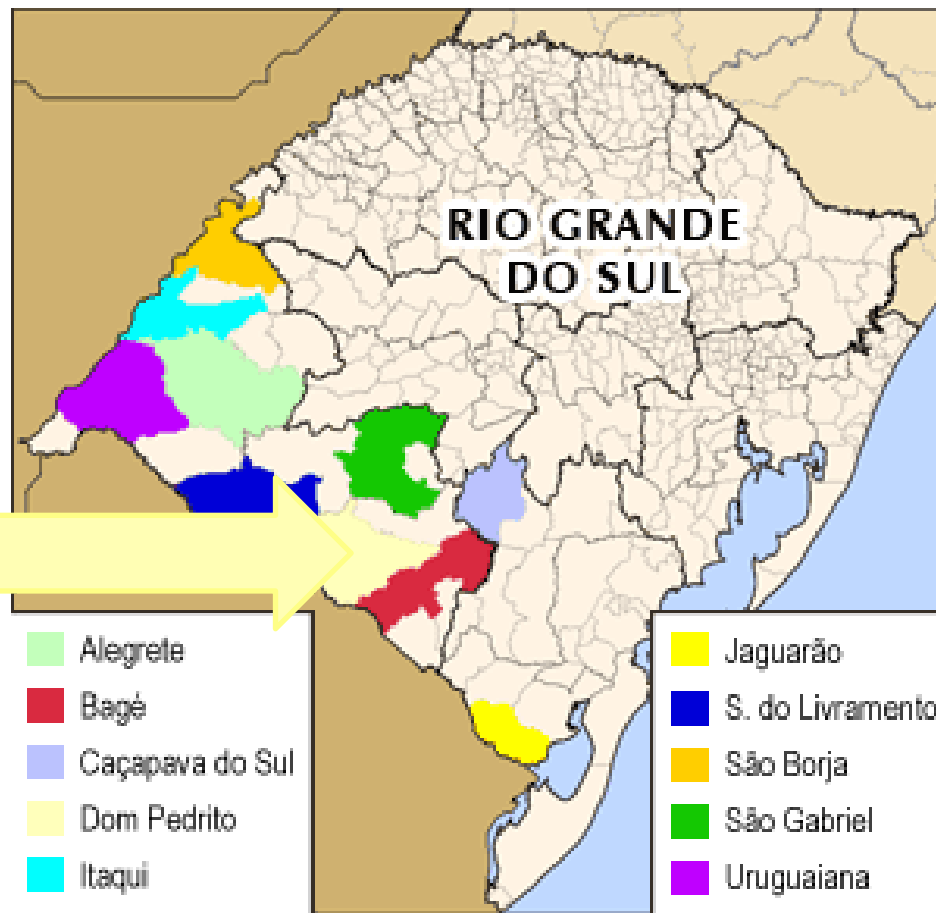 RIO GRANDE
DO SUL
Alegrete
Bagé
Caçapava do Sul
Dom Pedrito
Itaqui
Jaguarão
S. do Livramento
São Borja
São Gabriel
Uruguaiana